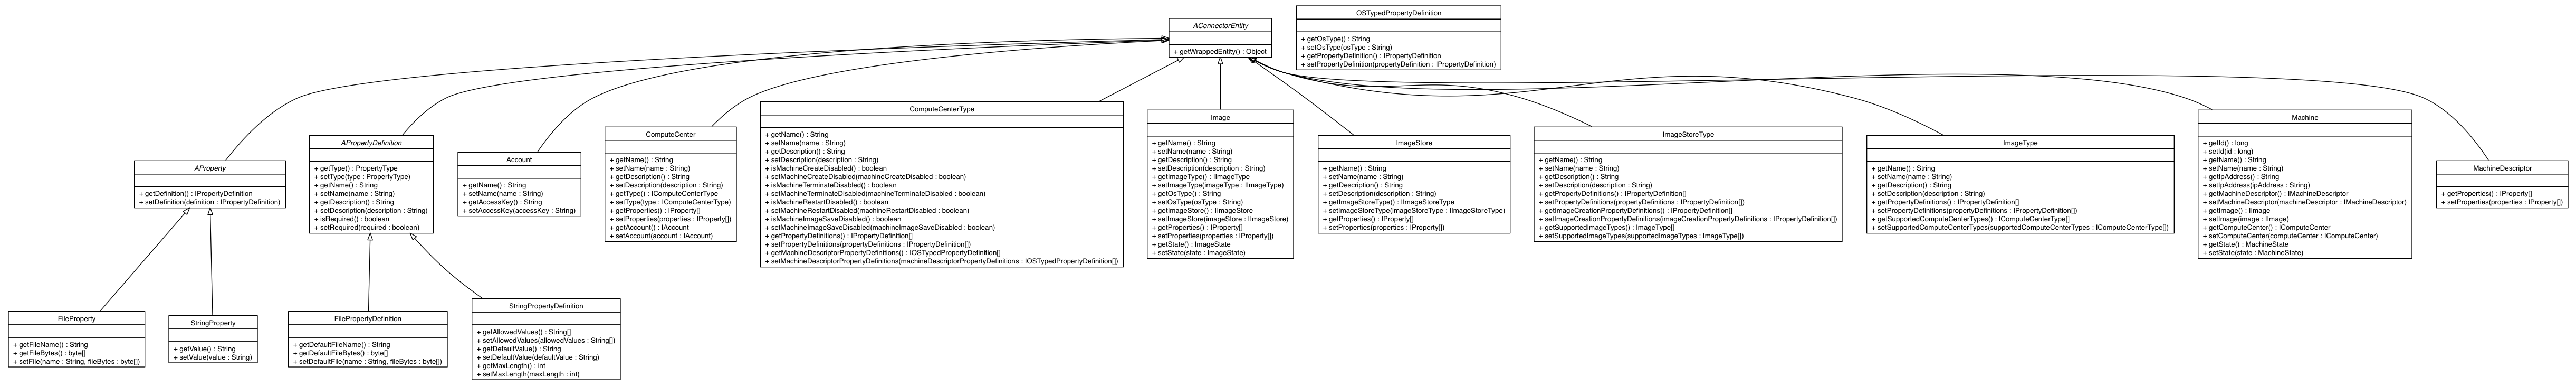 AConnectorEntity
+ getWrappedEntity() : Object
OSTypedPropertyDefinition
+ getOsType() : String
+ setOsType(osType : String)
+ getPropertyDefinition() : IPropertyDefinition
+ setPropertyDefinition(propertyDefinition : IPropertyDefinition)
AProperty
+ getDefinition() : IPropertyDefinition
+ setDefinition(definition : IPropertyDefinition)
APropertyDefinition
+ getType() : PropertyType
+ setType(type : PropertyType)
+ getName() : String
+ setName(name : String)
+ getDescription() : String
+ setDescription(description : String)
+ isRequired() : boolean
+ setRequired(required : boolean)
Account
+ getName() : String
+ setName(name : String)
+ getAccessKey() : String
+ setAccessKey(accessKey : String)
ComputeCenter
+ getName() : String
+ setName(name : String)
+ getDescription() : String
+ setDescription(description : String)
+ getType() : IComputeCenterType
+ setType(type : IComputeCenterType)
+ getProperties() : IProperty[]
+ setProperties(properties : IProperty[])
+ getAccount() : IAccount
+ setAccount(account : IAccount)
ComputeCenterType
+ getName() : String
+ setName(name : String)
+ getDescription() : String
+ setDescription(description : String)
+ isMachineCreateDisabled() : boolean
+ setMachineCreateDisabled(machineCreateDisabled : boolean)
+ isMachineTerminateDisabled() : boolean
+ setMachineTerminateDisabled(machineTerminateDisabled : boolean)
+ isMachineRestartDisabled() : boolean
+ setMachineRestartDisabled(machineRestartDisabled : boolean)
+ isMachineImageSaveDisabled() : boolean
+ setMachineImageSaveDisabled(machineImageSaveDisabled : boolean)
+ getPropertyDefinitions() : IPropertyDefinition[]
+ setPropertyDefinitions(propertyDefinitions : IPropertyDefinition[])
+ getMachineDescriptorPropertyDefinitions() : IOSTypedPropertyDefinition[]
+ setMachineDescriptorPropertyDefinitions(machineDescriptorPropertyDefinitions : IOSTypedPropertyDefinition[])
Image
+ getName() : String
+ setName(name : String)
+ getDescription() : String
+ setDescription(description : String)
+ getImageType() : IImageType
+ setImageType(imageType : IImageType)
+ getOsType() : String
+ setOsType(osType : String)
+ getImageStore() : IImageStore
+ setImageStore(imageStore : IImageStore)
+ getProperties() : IProperty[]
+ setProperties(properties : IProperty[])
+ getState() : ImageState
+ setState(state : ImageState)
ImageStore
+ getName() : String
+ setName(name : String)
+ getDescription() : String
+ setDescription(description : String)
+ getImageStoreType() : IImageStoreType
+ setImageStoreType(imageStoreType : IImageStoreType)
+ getProperties() : IProperty[]
+ setProperties(properties : IProperty[])
ImageStoreType
+ getName() : String
+ setName(name : String)
+ getDescription() : String
+ setDescription(description : String)
+ getPropertyDefinitions() : IPropertyDefinition[]
+ setPropertyDefinitions(propertyDefinitions : IPropertyDefinition[])
+ getImageCreationPropertyDefinitions() : IPropertyDefinition[]
+ setImageCreationPropertyDefinitions(imageCreationPropertyDefinitions : IPropertyDefinition[])
+ getSupportedImageTypes() : ImageType[]
+ setSupportedImageTypes(supportedImageTypes : ImageType[])
ImageType
+ getName() : String
+ setName(name : String)
+ getDescription() : String
+ setDescription(description : String)
+ getPropertyDefinitions() : IPropertyDefinition[]
+ setPropertyDefinitions(propertyDefinitions : IPropertyDefinition[])
+ getSupportedComputeCenterTypes() : IComputeCenterType[]
+ setSupportedComputeCenterTypes(supportedComputeCenterTypes : IComputeCenterType[])
Machine
+ getId() : long
+ setId(id : long)
+ getName() : String
+ setName(name : String)
+ getIpAddress() : String
+ setIpAddress(ipAddress : String)
+ getMachineDescriptor() : IMachineDescriptor
+ setMachineDescriptor(machineDescriptor : IMachineDescriptor)
+ getImage() : IImage
+ setImage(image : IImage)
+ getComputeCenter() : IComputeCenter
+ setComputeCenter(computeCenter : IComputeCenter)
+ getState() : MachineState
+ setState(state : MachineState)
MachineDescriptor
+ getProperties() : IProperty[]
+ setProperties(properties : IProperty[])
FileProperty
+ getFileName() : String
+ getFileBytes() : byte[]
+ setFile(name : String, fileBytes : byte[])
StringProperty
+ getValue() : String
+ setValue(value : String)
FilePropertyDefinition
+ getDefaultFileName() : String
+ getDefaultFileBytes() : byte[]
+ setDefaultFile(name : String, fileBytes : byte[])
StringPropertyDefinition
+ getAllowedValues() : String[]
+ setAllowedValues(allowedValues : String[])
+ getDefaultValue() : String
+ setDefaultValue(defaultValue : String)
+ getMaxLength() : int
+ setMaxLength(maxLength : int)